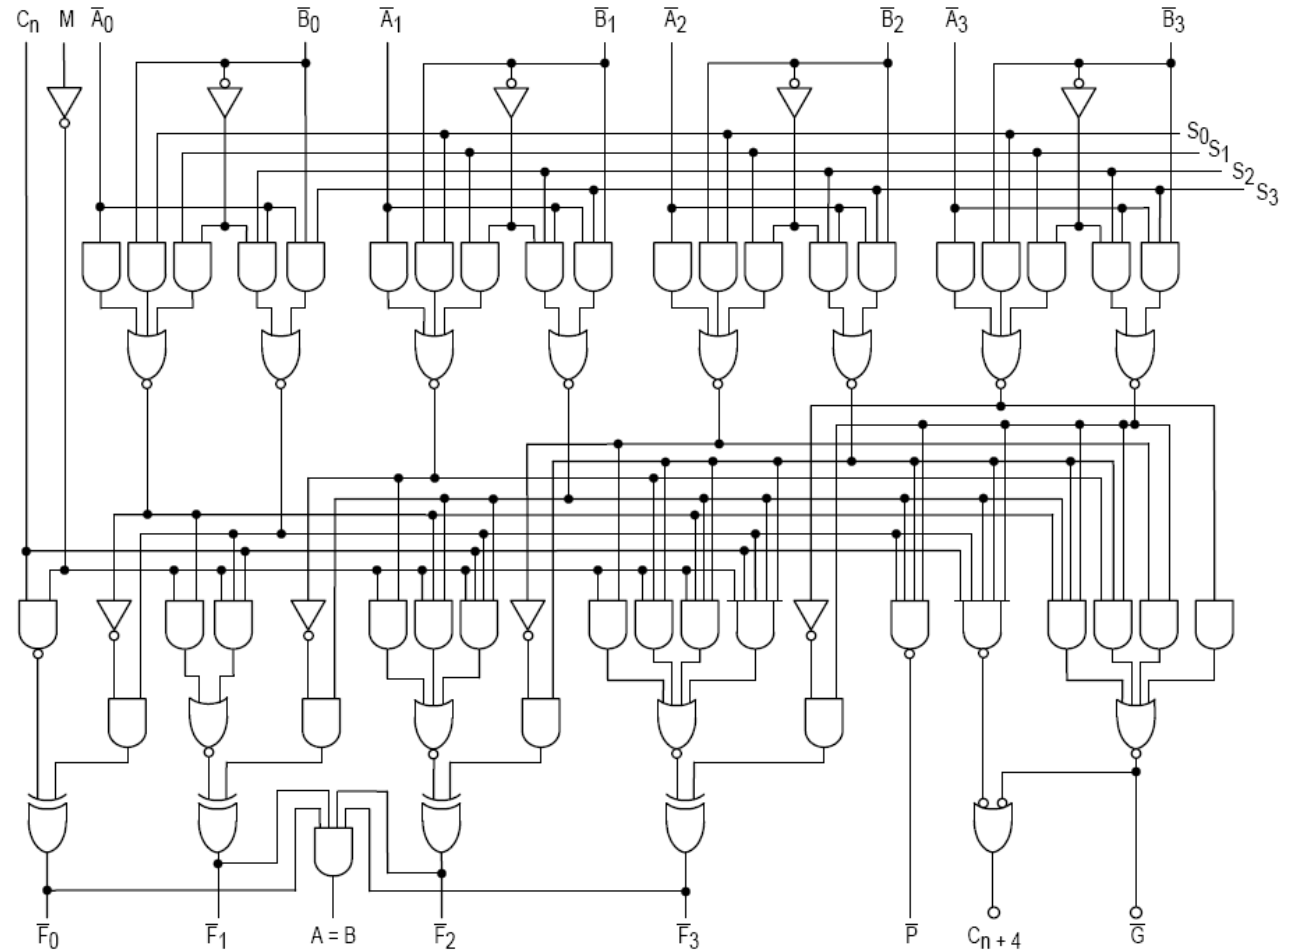 Cn M A̅0 B̅0 A̅1 B̅1 A̅2 B̅2 A̅3 B̅3
S0
S1
S2
S3
F̅0 F̅1 A = B F̅2 F̅3 P̅ Cn + 4 G̅